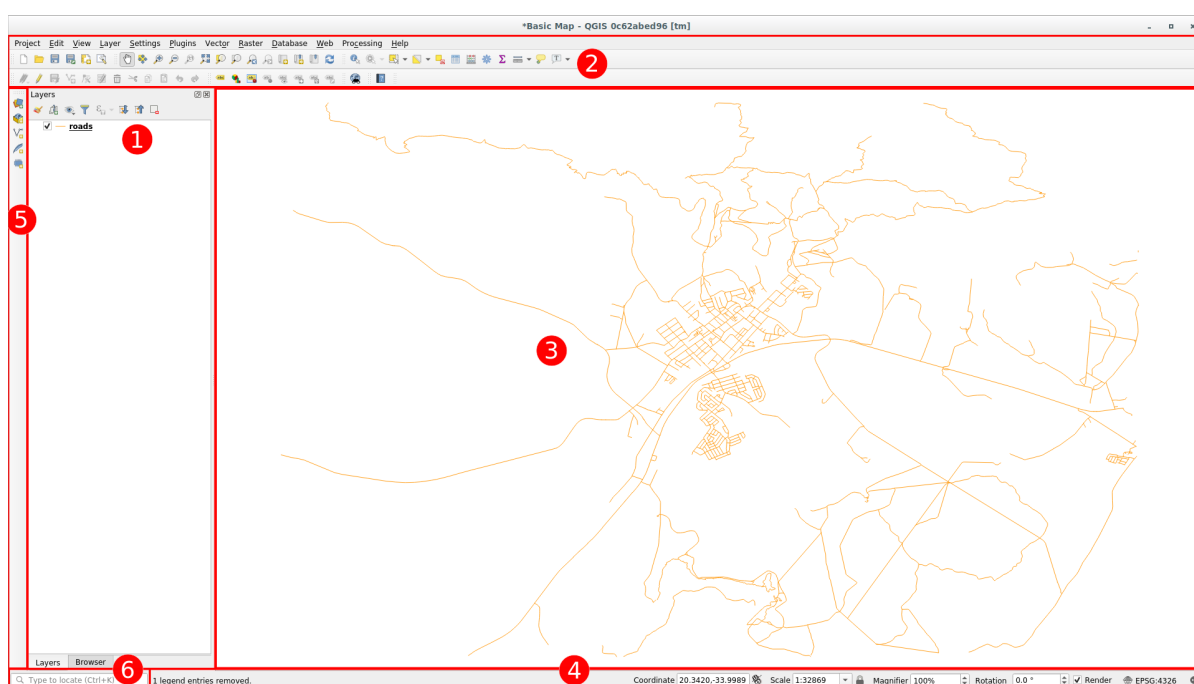 *Basic Map - QGIS 0c62abed96 [tm]
Project Edit View Layer Settings Plugins Vector Raster Database Web Processing Help
2
Layers
roads
1
5
3
Layers Browser
6
4
Type to locate (Ctrl+K) 1 legend entries removed. Coordinate 20.3420,-33.9989 Scale 1:32869 Magnifier 100% Rotation 0.0 ° Render EPSG:4326